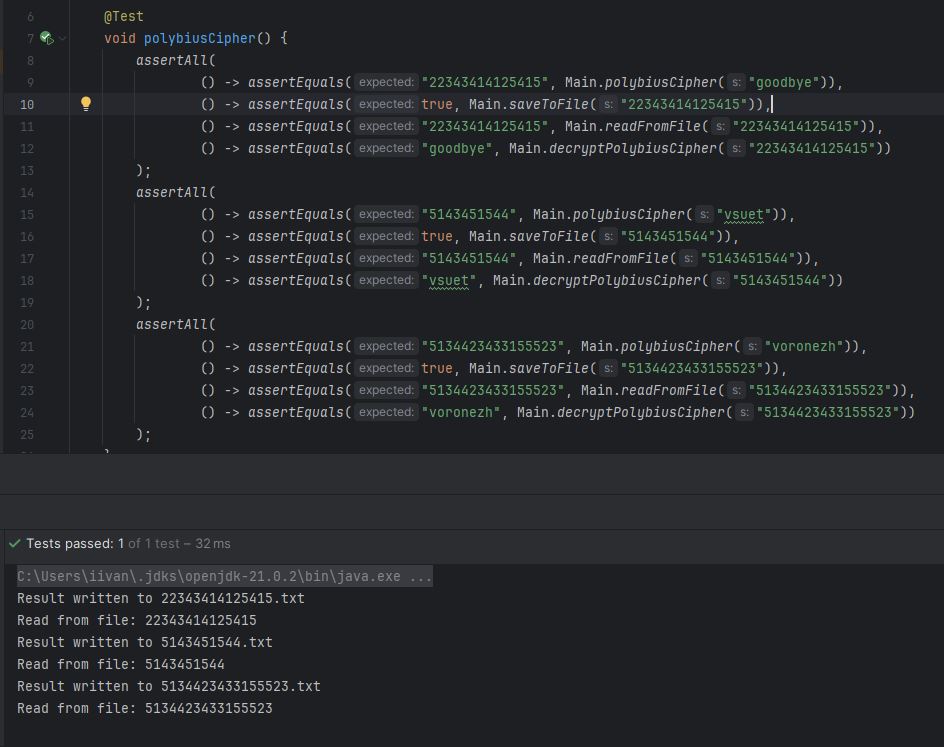 6 @Test
7 void polybiusCipher() {
8 assertAll(
9 () -> assertEquals( expected: "22343414125415", Main.polybiusCipher( s: "goodbye")),
10 () -> assertEquals( expected: true, Main.saveToFile( s: "22343414125415")),
11 () -> assertEquals( expected: "22343414125415", Main.readFromFile( s: "22343414125415")),
12 () -> assertEquals( expected: "goodbye", Main.decryptPolybiusCipher( s: "22343414125415"))
13 );
14 assertAll(
15 () -> assertEquals( expected: "5143451544", Main.polybiusCipher( s: "vsuet")),
16 () -> assertEquals( expected: true, Main.saveToFile( s: "5143451544")),
17 () -> assertEquals( expected: "5143451544", Main.readFromFile( s: "5143451544")),
18 () -> assertEquals( expected: "vsuet", Main.decryptPolybiusCipher( s: "5143451544"))
19 );
20 assertAll(
21 () -> assertEquals( expected: "5134423433155523", Main.polybiusCipher( s: "voronezh")),
22 () -> assertEquals( expected: true, Main.saveToFile( s: "5134423433155523")),
23 () -> assertEquals( expected: "5134423433155523", Main.readFromFile( s: "5134423433155523")),
24 () -> assertEquals( expected: "voronezh", Main.decryptPolybiusCipher( s: "5134423433155523"))
25 );
Tests passed: 1 of 1 test – 32 ms
C:\Users\iivan\.jdks\openjdk-21.0.2\bin\java.exe ...
Result written to 22343414125415.txt
Read from file: 22343414125415
Result written to 5143451544.txt
Read from file: 5143451544
Result written to 5134423433155523.txt
Read from file: 5134423433155523